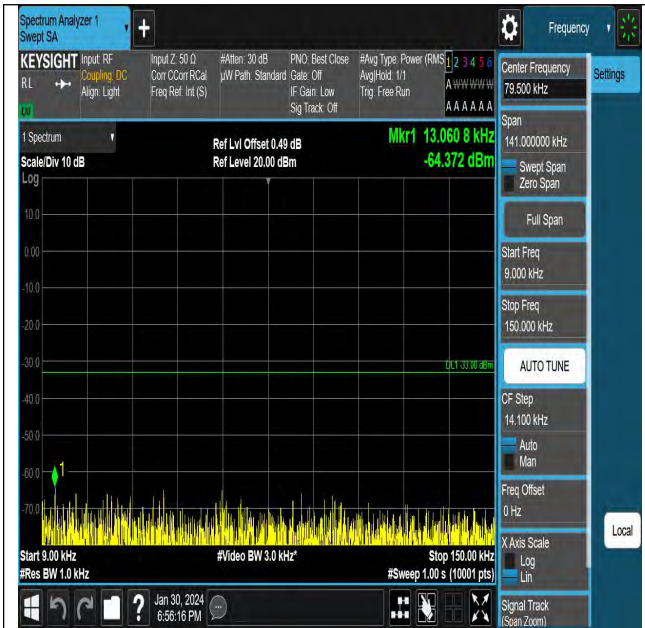 Spectrum Analyzer 1
Swept SA
+
Frequency
KEYSIGHT
RL
Input: RF
Coupling: DC
Align: Light
Input Z: 50 Ω
Corr CCorr RCal
Freq Ref: Int (S)
#Atten: 30 dB
µW Path: Standard
PNO: Best Close
Gate: Off
IF Gain: Low
Sig Track: Off
#Avg Type: Power (RMS
Avg|Hold: 1/1
Trig: Free Run
1 2 3 4 5 6
A W W W W W
A A A A A A
1 Spectrum
Scale/Div 10 dB
Log
Ref Lvl Offset 0.49 dB
Ref Level 20.00 dBm
Mkr1 13.060 8 kHz
-64.372 dBm
10.0
0.00
-10.0
-20.0
-30.0
DL1 -33.00 dBm
-40.0
-50.0
-60.0
1
-70.0
Start 9.00 kHz
#Res BW 1.0 kHz
#Video BW 3.0 kHz*
Stop 150.00 kHz
#Sweep 1.00 s (10001 pts)
Jan 30, 2024
6:56:16 PM
?
Center Frequency
79.500 kHz
Settings
Span
141.000000 kHz
Swept Span
Zero Span
Full Span
Start Freq
9.000 kHz
Stop Freq
150.000 kHz
AUTO TUNE
CF Step
14.100 kHz
Auto
Man
Freq Offset
0 Hz
X Axis Scale
Log
Lin
Local
Signal Track
(Span Zoom)